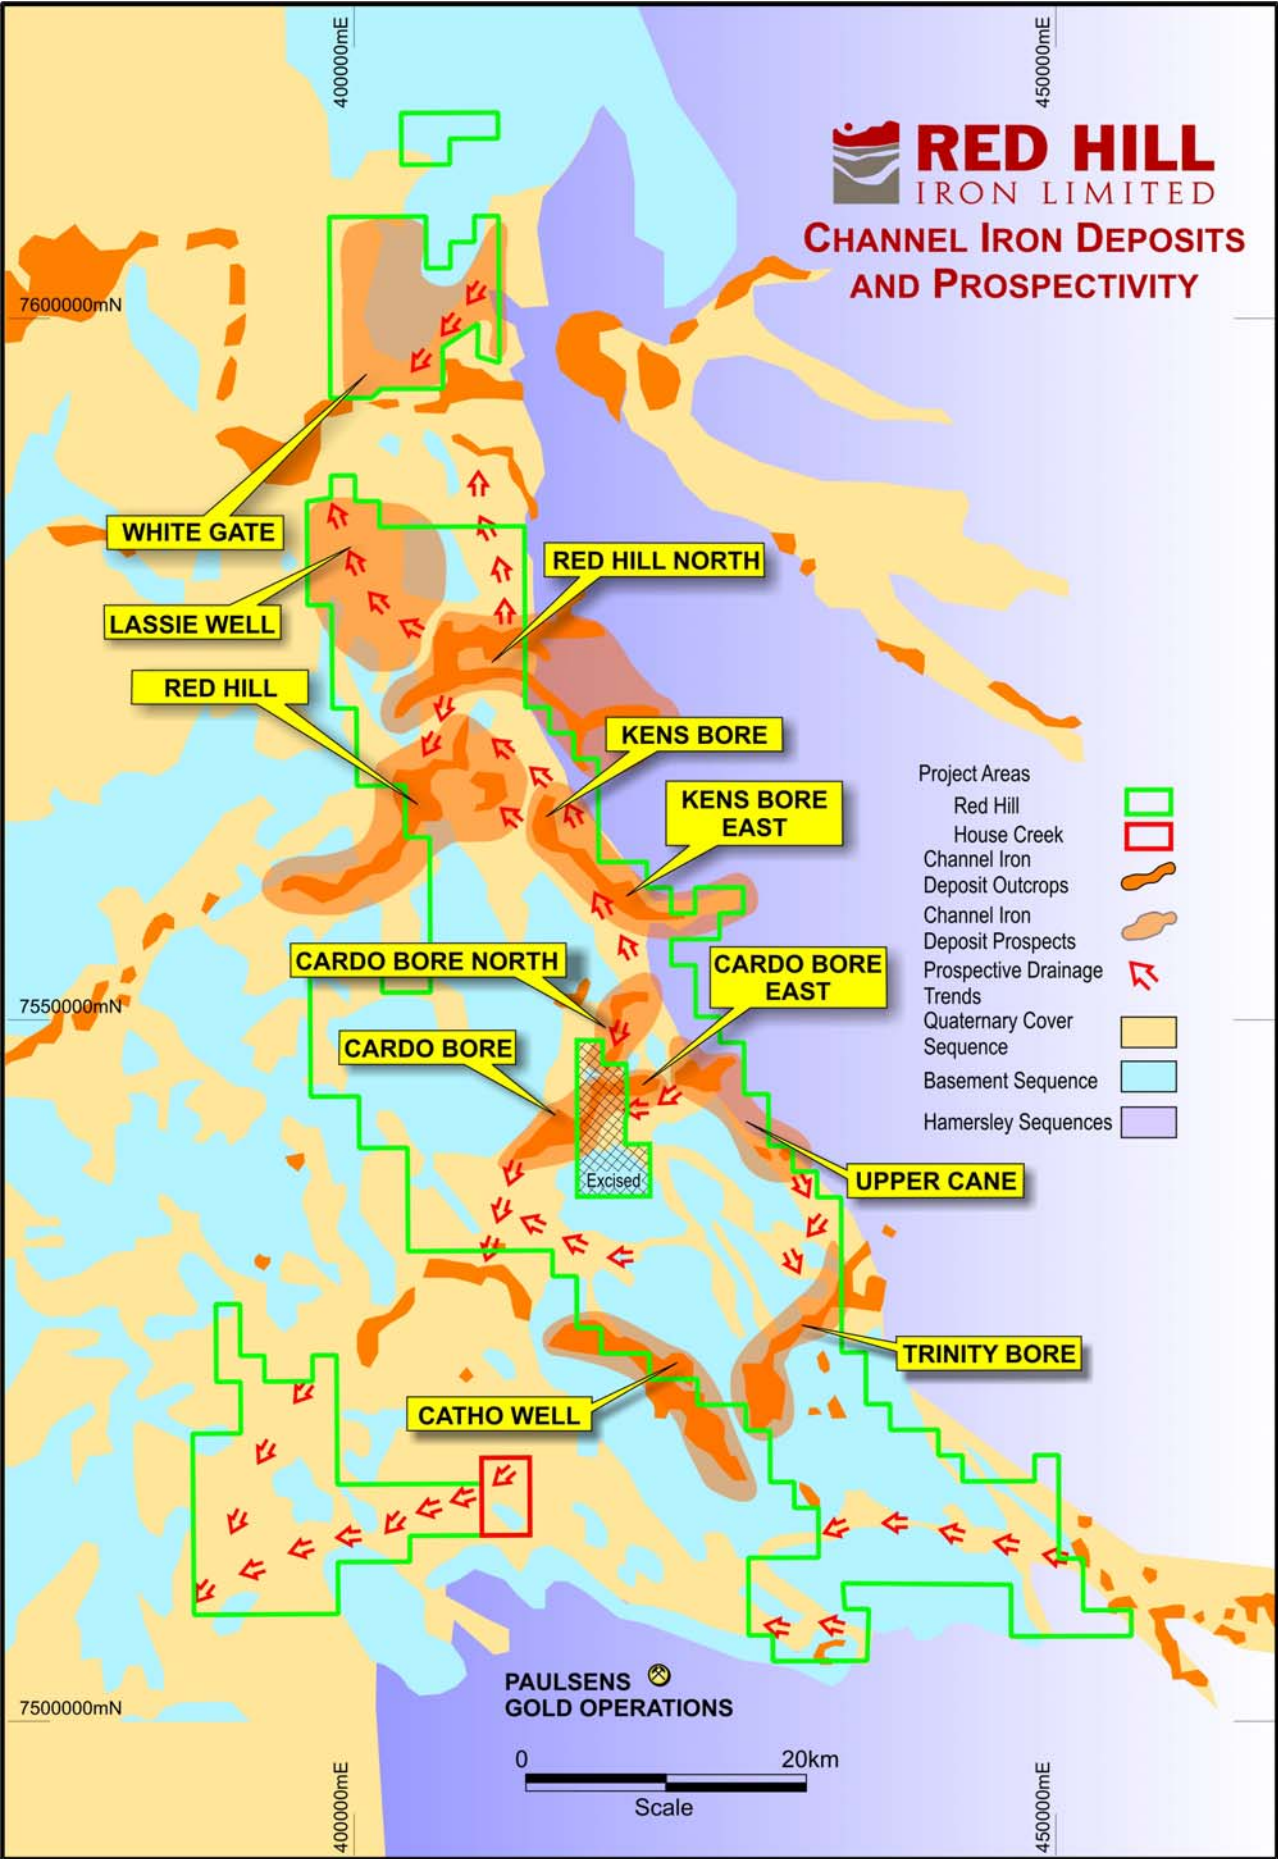 400000mE
450000mE
RED HILL
IRON LIMITED
CHANNEL IRON DEPOSITS
AND PROSPECTIVITY
7600000mN
WHITE GATE
RED HILL NORTH
LASSIE WELL
RED HILL
KENS BORE
KENS BORE
EAST
Project Areas
Red Hill
House Creek
Channel Iron
Deposit Outcrops
Channel Iron
Deposit Prospects
Prospective Drainage
Trends
Quaternary Cover
Sequence
Basement Sequence
Hamersley Sequences
CARDO BORE NORTH
CARDO BORE
EAST
7550000mN
CARDO BORE
Excised
UPPER CANE
TRINITY BORE
CATHO WELL
PAULSENS
GOLD OPERATIONS
7500000mN
0 20km
Scale
400000mE
450000mE